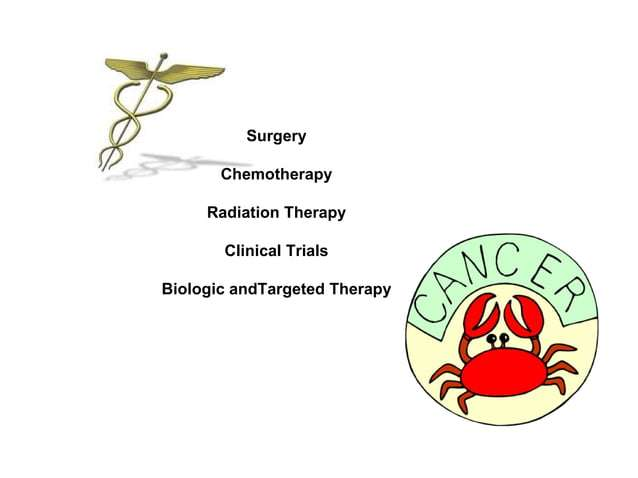 Surgery
Chemotherapy
Radiation Therapy
Clinical Trials
Biologic andTargeted Therapy
CANCER